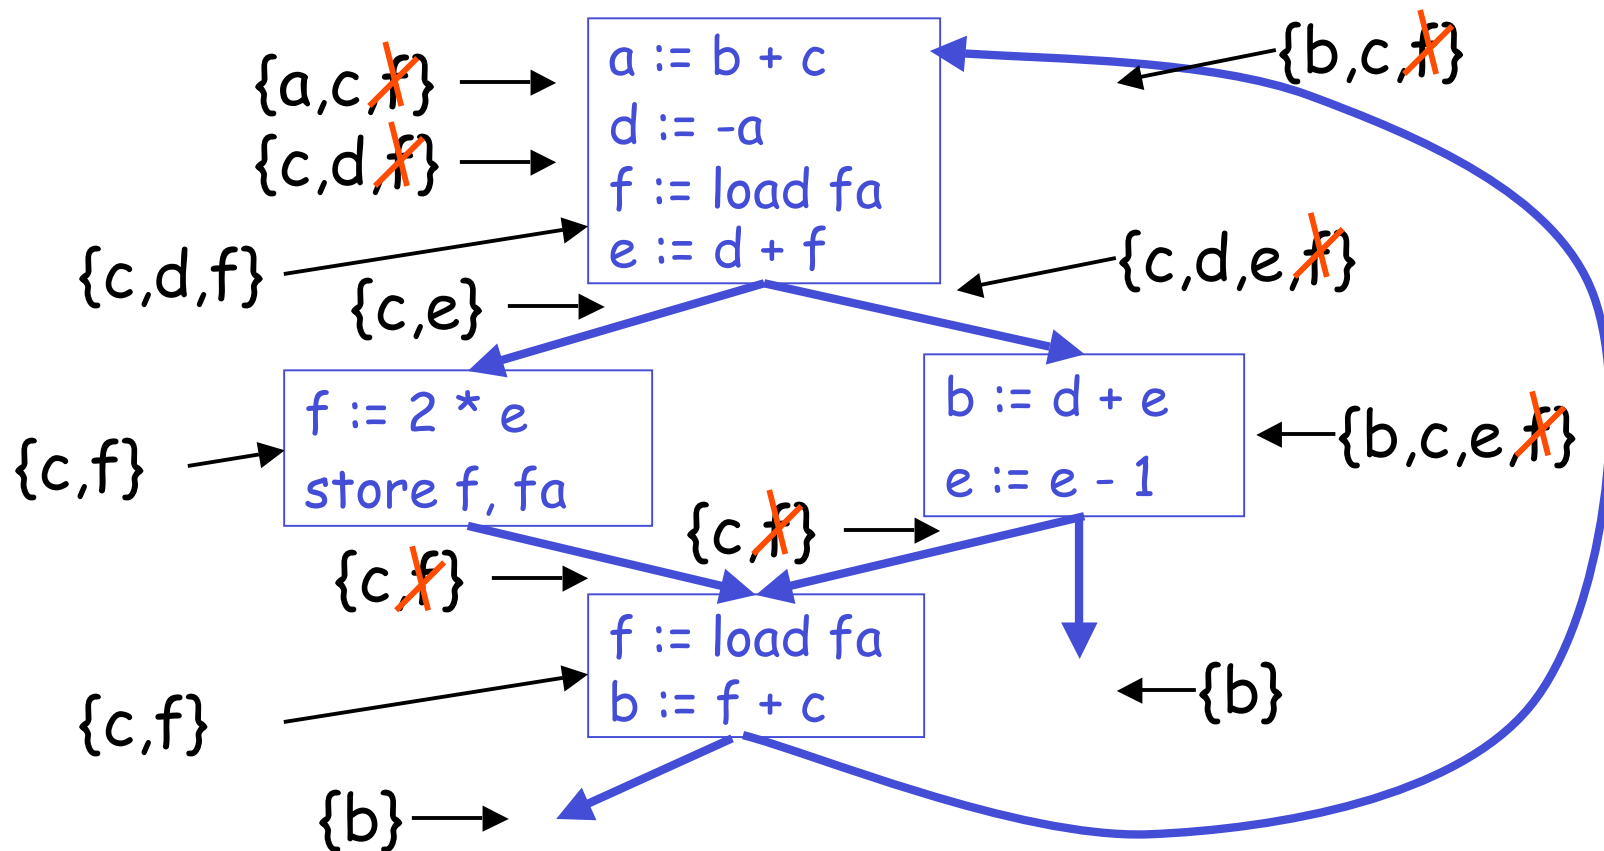 a := b + c
d := -a
f := load fa
e := d + f
{b,c,f}
{a,c,f}
{c,d,f}
{c,d,f}
{c,e}
{c,d,e,f}
f := 2 * e
store f, fa
b := d + e
e := e - 1
{b,c,e,f}
{c,f}
{c,f}
{c,f}
f := load fa
b := f + c
{c,f}
{b}
{b}